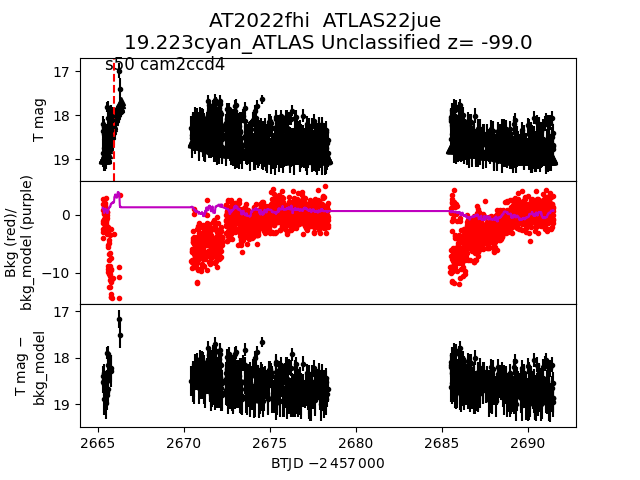 AT2022fhi  ATLAS22jue
19.223cyan_ATLAS Unclassified z= -99.0
s50 cam2ccd4
17
18
19
T mag
0
−10
Bkg (red)/
bkg_model (purple)
17
18
19
T mag −
bkg_model
2665 2670 2675 2680 2685 2690
BTJD −2 457 000